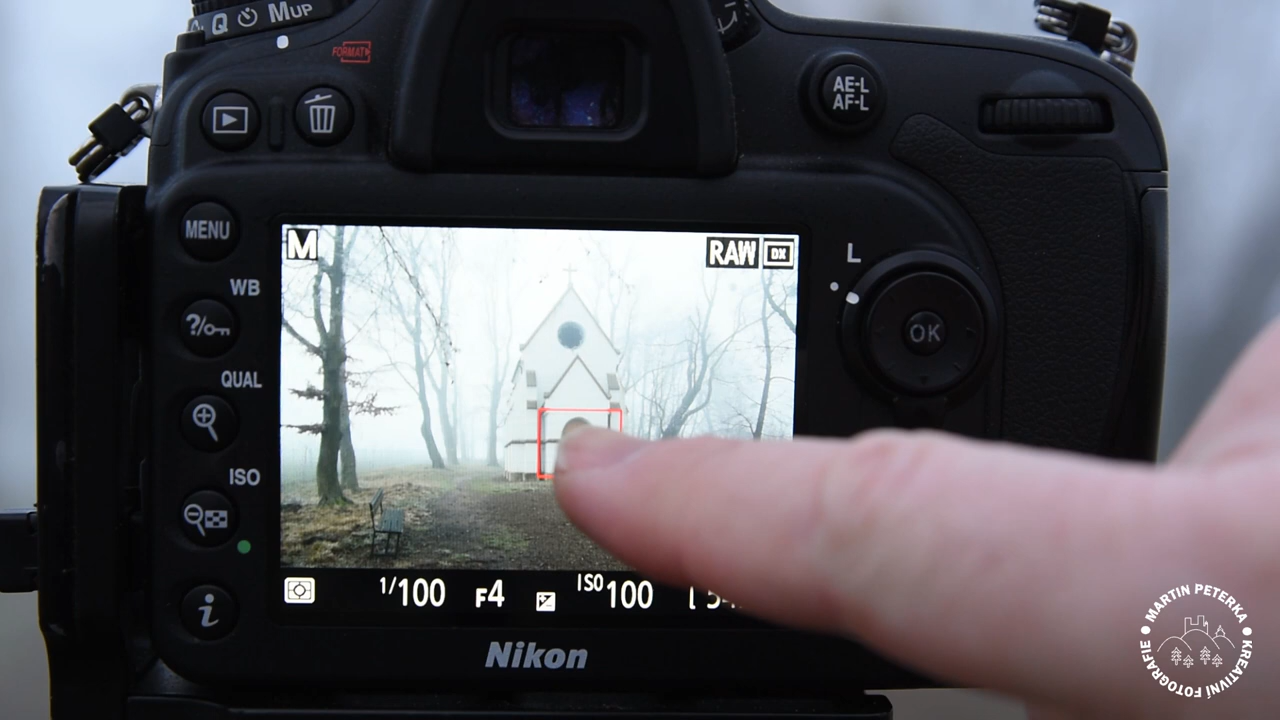 Q MUP
FORMAT
AE-L
AF-L
MENU
WB
?
QUAL
ISO
i
M
RAW DX
L
OK
1/100 F4 ISO 100
Nikon
MARTIN PETERKA
KREATIVNÍ FOTOGRAFIE